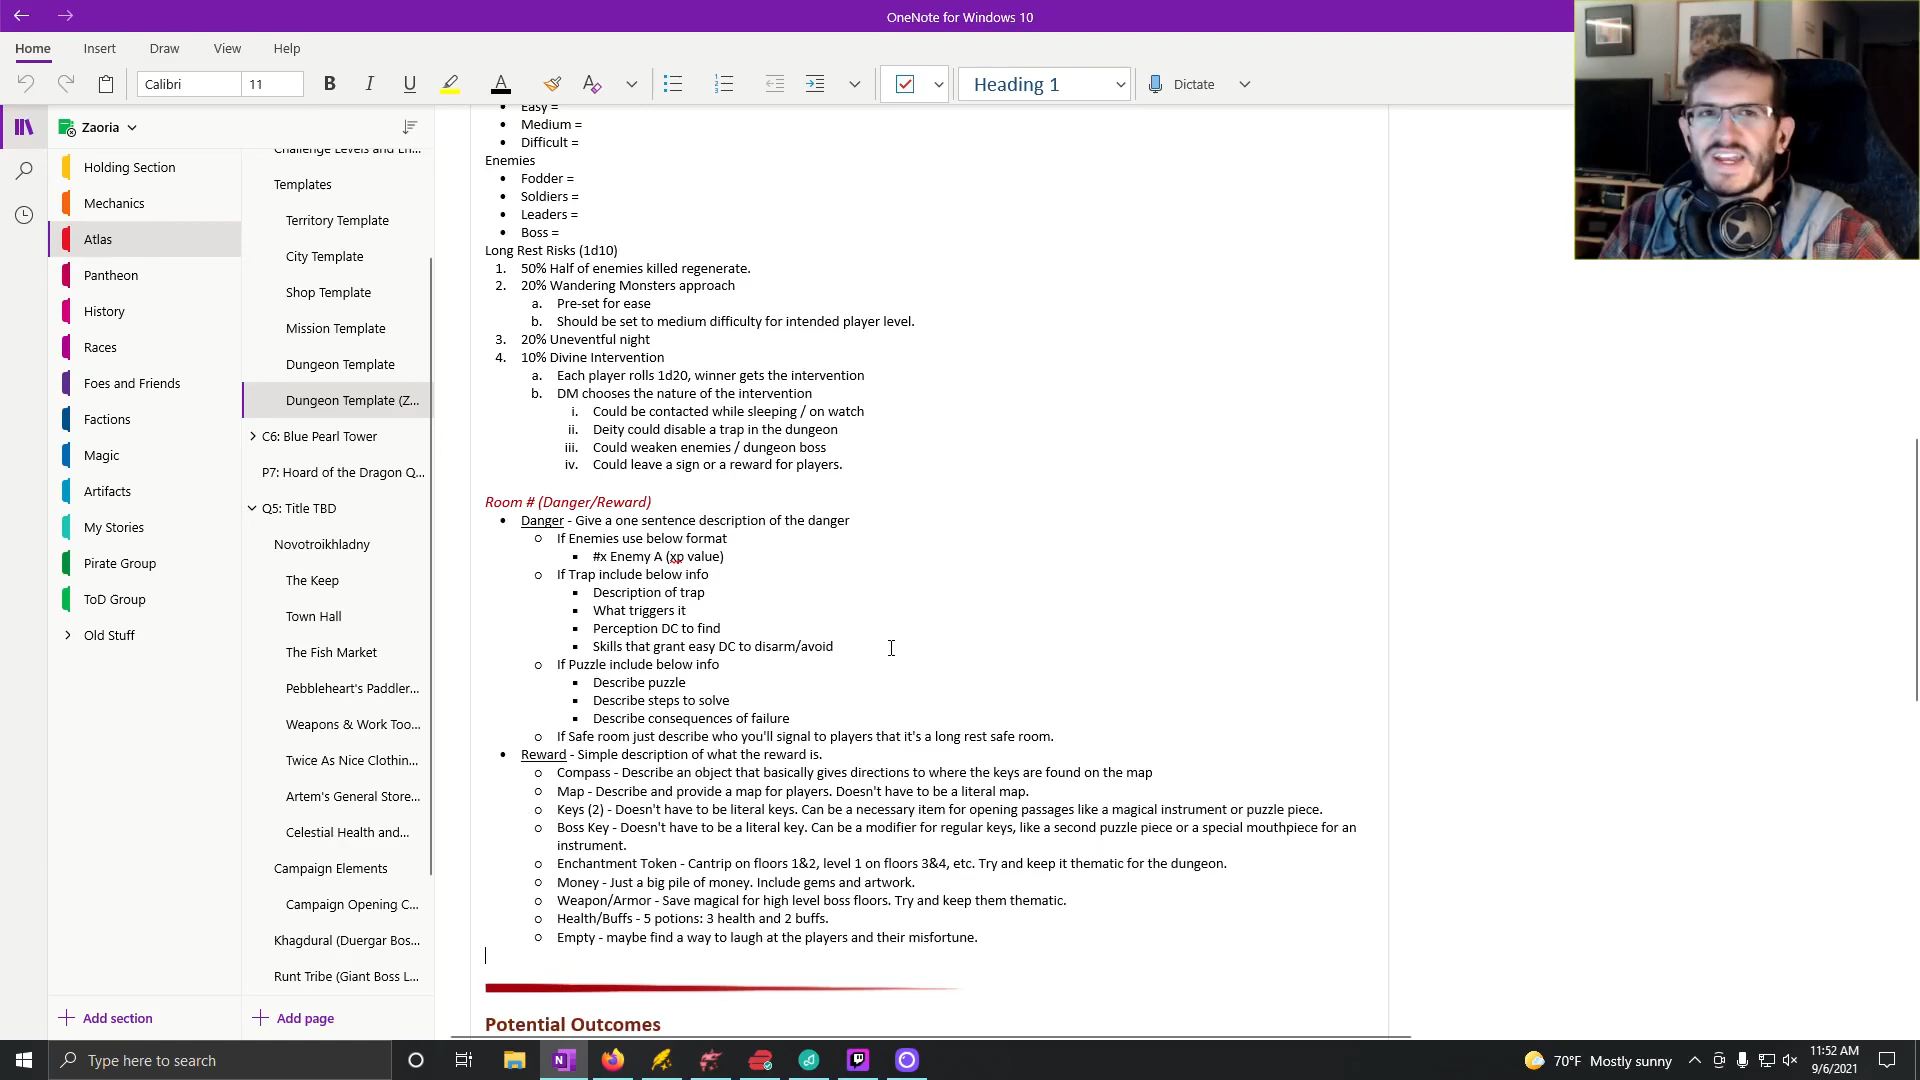 OneNote for Windows 10
Home
Insert
Draw
View
Help
Calibri
11
B
I
U
A
A
Heading 1
Dictate
Zaoria
Holding Section
Mechanics
Atlas
Pantheon
History
Races
Foes and Friends
Factions
Magic
Artifacts
My Stories
Pirate Group
ToD Group
Old Stuff
Add section
Challenge Levels and En...
Templates
Territory Template
City Template
Shop Template
Mission Template
Dungeon Template
Dungeon Template (Z...
C6: Blue Pearl Tower
P7: Hoard of the Dragon Q...
Q5: Title TBD
Novotroikhladny
The Keep
Town Hall
The Fish Market
Pebbleheart's Paddler...
Weapons & Work Too...
Twice As Nice Clothin...
Artem's General Store...
Celestial Health and...
Campaign Elements
Campaign Opening C...
Khagdural (Duergar Bos...
Runt Tribe (Giant Boss L...
Add page
• Easy =
• Medium =
• Difficult =
Enemies
• Fodder =
• Soldiers =
• Leaders =
• Boss =
Long Rest Risks (1d10)
1. 50% Half of enemies killed regenerate.
2. 20% Wandering Monsters approach
a. Pre-set for ease
b. Should be set to medium difficulty for intended player level.
3. 20% Uneventful night
4. 10% Divine Intervention
a. Each player rolls 1d20, winner gets the intervention
b. DM chooses the nature of the intervention
i. Could be contacted while sleeping / on watch
ii. Deity could disable a trap in the dungeon
iii. Could weaken enemies / dungeon boss
iv. Could leave a sign or a reward for players.
Room # (Danger/Reward)
• Danger - Give a one sentence description of the danger
o If Enemies use below format
▪ #x Enemy A (xp value)
o If Trap include below info
▪ Description of trap
▪ What triggers it
▪ Perception DC to find
▪ Skills that grant easy DC to disarm/avoid
o If Puzzle include below info
▪ Describe puzzle
▪ Describe steps to solve
▪ Describe consequences of failure
o If Safe room just describe who you'll signal to players that it's a long rest safe room.
• Reward - Simple description of what the reward is.
o Compass - Describe an object that basically gives directions to where the keys are found on the map
o Map - Describe and provide a map for players. Doesn't have to be a literal map.
o Keys (2) - Doesn't have to be literal keys. Can be a necessary item for opening passages like a magical instrument or puzzle piece.
o Boss Key - Doesn't have to be a literal key. Can be a modifier for regular keys, like a second puzzle piece or a special mouthpiece for an
instrument.
o Enchantment Token - Cantrip on floors 1&2, level 1 on floors 3&4, etc. Try and keep it thematic for the dungeon.
o Money - Just a big pile of money. Include gems and artwork.
o Weapon/Armor - Save magical for high level boss floors. Try and keep them thematic.
o Health/Buffs - 5 potions: 3 health and 2 buffs.
o Empty - maybe find a way to laugh at the players and their misfortune.
Potential Outcomes
Type here to search
70°F Mostly sunny
11:52 AM
9/6/2021